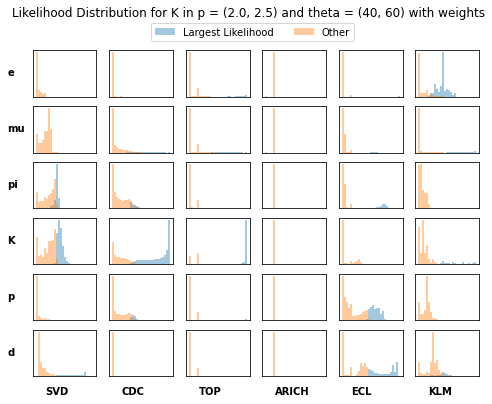 Likelihood Distribution for K in p = (2.0, 2.5) and theta = (40, 60) with weights
Largest Likelihood Other
e
mu
pi
K
p
d
SVD CDC TOP ARICH ECL KLM